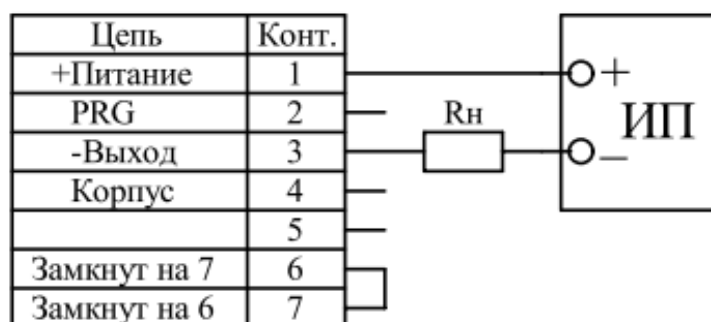 Цепь Конт.
+Питание 1
PRG 2
-Выход 3
Корпус 4
5
Замкнут на 7 6
Замкнут на 6 7
Rн
+
ИП
–